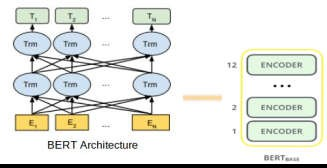 T1 T2 ... TN
Trm Trm ... Trm
Trm Trm ... Trm
E1 E2 ... EN
BERT Architecture
12 ENCODER
...
2 ENCODER
1 ENCODER
BERTBASE